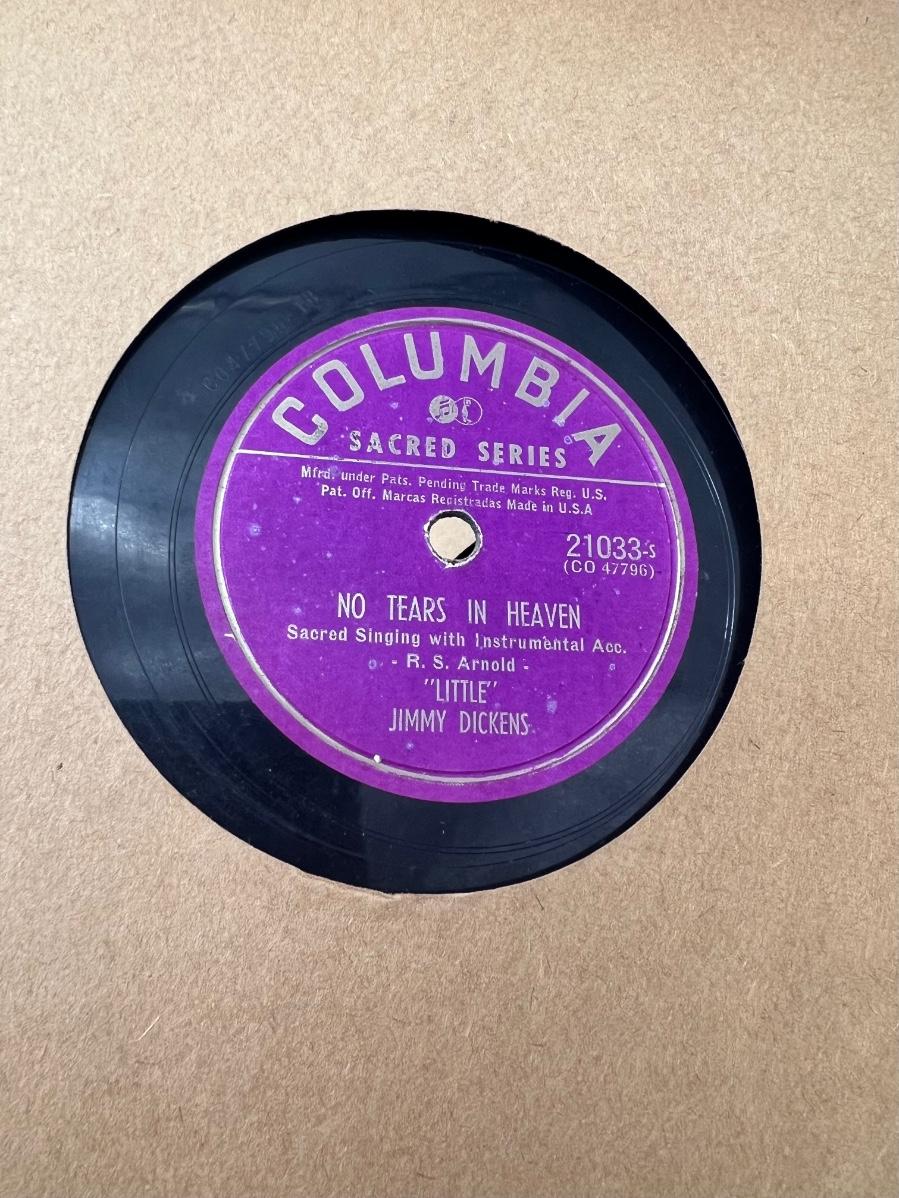 COLUMBIA
SACRED SERIES
Mfrd. under Pats. Pending Trade Marks Reg. U.S.
Pat. Off. Marcas Registradas Made in U.S.A
21033-S
(CO 47796)
NO TEARS IN HEAVEN
Sacred Singing with Instrumental Acc.
- R. S. Arnold -
"LITTLE"
JIMMY DICKENS